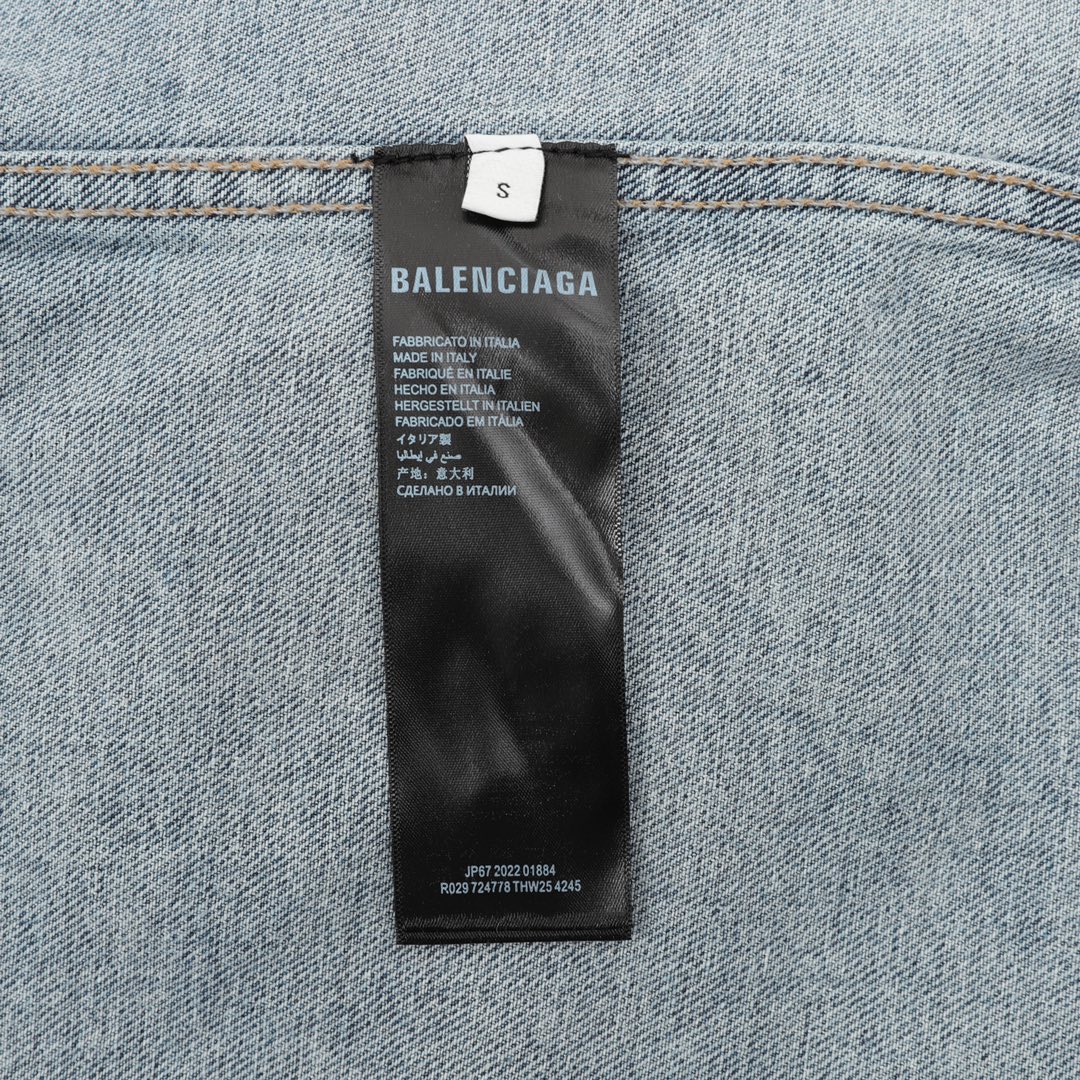 S
BALENCIAGA
FABBRICATO IN ITALIA
MADE IN ITALY
FABRIQUÉ EN ITALIE
HECHO EN ITALIA
HERGESTELLT IN ITALIEN
FABRICADO EM ITÁLIA
イタリア製
صنع في إيطاليا
产地：意大利
СДЕЛАНО В ИТАЛИИ
JP67 2022 01884
R029 724778 THW25 4245